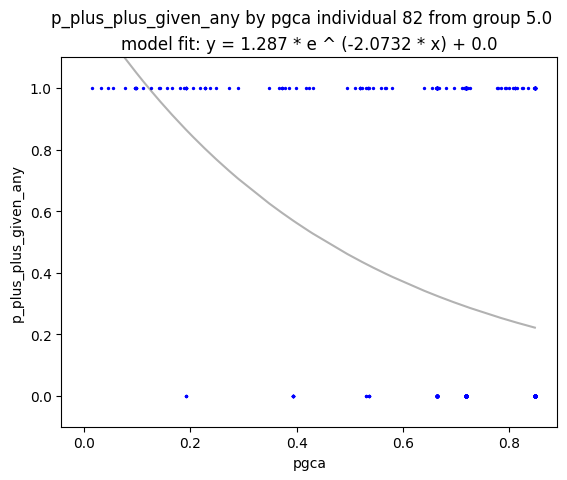 p_plus_plus_given_any by pgca individual 82 from group 5.0
model fit: y = 1.287 * e ^ (-2.0732 * x) + 0.0
1.0
0.8
0.6
0.4
0.2
0.0
p_plus_plus_given_any
0.0 0.2 0.4 0.6 0.8
pgca